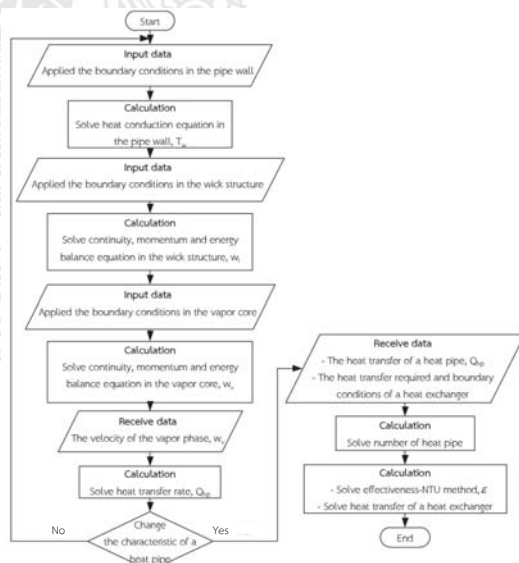 Start
Input data
Applied the boundary conditions in the pipe wall
Calculation
Solve heat conduction equation in
the pipe wall, Tw
Input data
Applied the boundary conditions in the wick structure
Calculation
Solve continuity, momentum and energy
balance equation in the wick structure, wl
Input data
Applied the boundary conditions in the vapor core
Calculation
Solve continuity, momentum and energy
balance equation in the vapor core, wv
Receive data
The velocity of the vapor phase, wv
Calculation
Solve heat transfer rate, Qhp
Change
the characteristic of a
heat pipe
No
Yes
Receive data
- The heat transfer of a heat pipe, Qhp
- The heat transfer required and boundary
conditions of a heat exchanger
Calculation
Solve number of heat pipe
Calculation
- Solve effectiveness-NTU method, ε
- Solve heat transfer of a heat exchanger
End